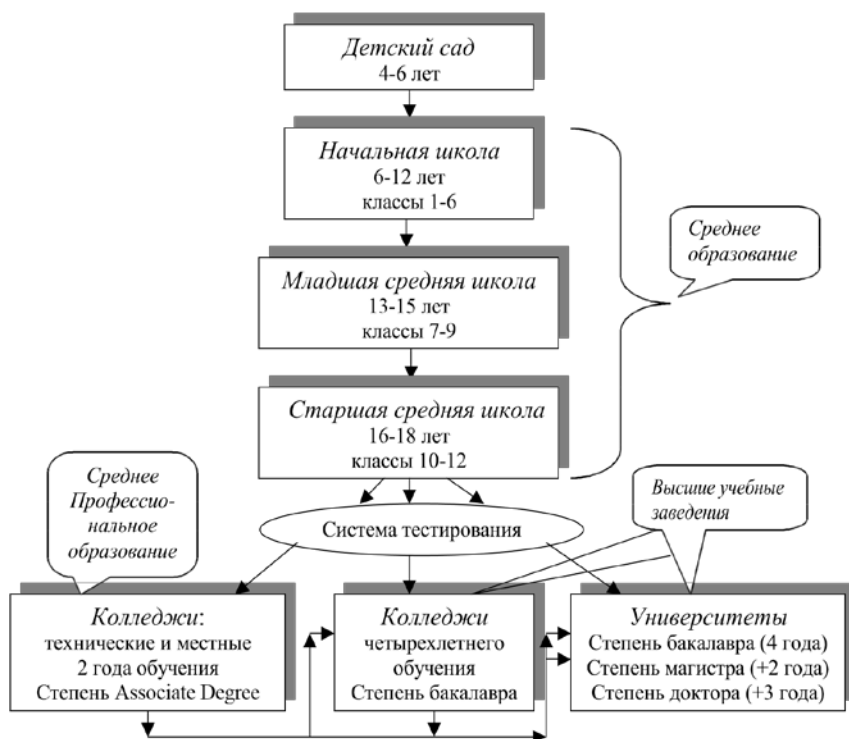 Детский сад
4-6 лет
Начальная школа
6-12 лет
классы 1-6
Среднее
образование
Младшая средняя школа
13-15 лет
классы 7-9
Старшая средняя школа
16-18 лет
классы 10-12
Среднее
Профессио-
нальное
образование
Высшие учебные
заведения
Система тестирования
Колледжи:
технические и местные
2 года обучения
Степень Associate Degree
Колледжи
четырехлетнего
обучения
Степень бакалавра
Университеты
Степень бакалавра (4 года)
Степень магистра (+2 года)
Степень доктора (+3 года)